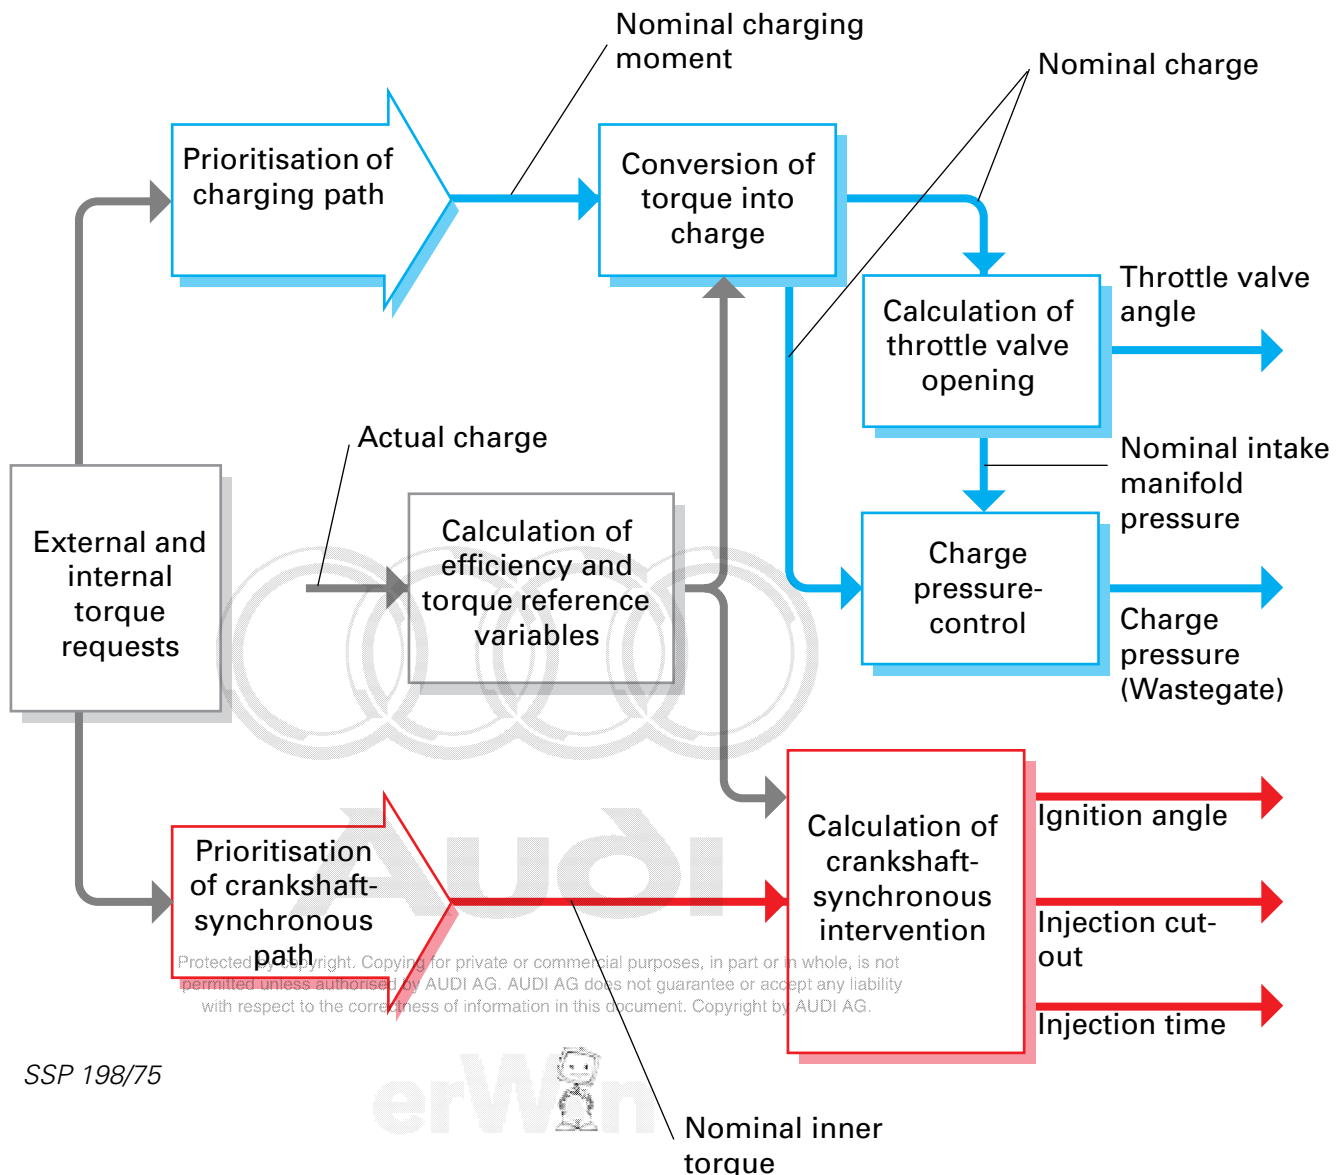 Nominal charging
moment
Nominal charge
Prioritisation of
charging path
Conversion of
torque into
charge
Throttle valve
angle
Calculation of
throttle valve
opening
Actual charge
Nominal intake
manifold
pressure
External and
internal
torque
requests
Calculation of
efficiency and
torque reference
variables
Charge
pressure-
control
Charge
pressure
(Wastegate)
Prioritisation
of crankshaft-
synchronous
path
Calculation of
crankshaft-
synchronous
intervention
Ignition angle
Injection cut-
out
Injection time
Audi
Protected by copyright. Copying for private or commercial purposes, in part or in whole, is not
permitted unless authorised by AUDI AG. AUDI AG does not guarantee or accept any liability
with respect to the correctness of information in this document. Copyright by AUDI AG.
SSP 198/75
erWin
Nominal inner
torque